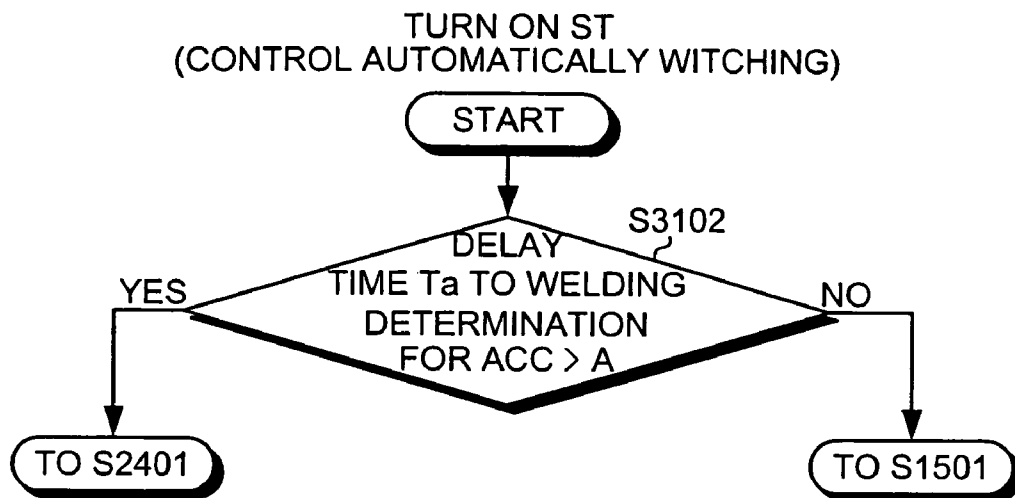 TURN ON ST
(CONTROL AUTOMATICALLY WITCHING)
START
S3102
DELAY
TIME Ta TO WELDING
DETERMINATION
FOR ACC > A
YES
NO
TO S2401
TO S1501